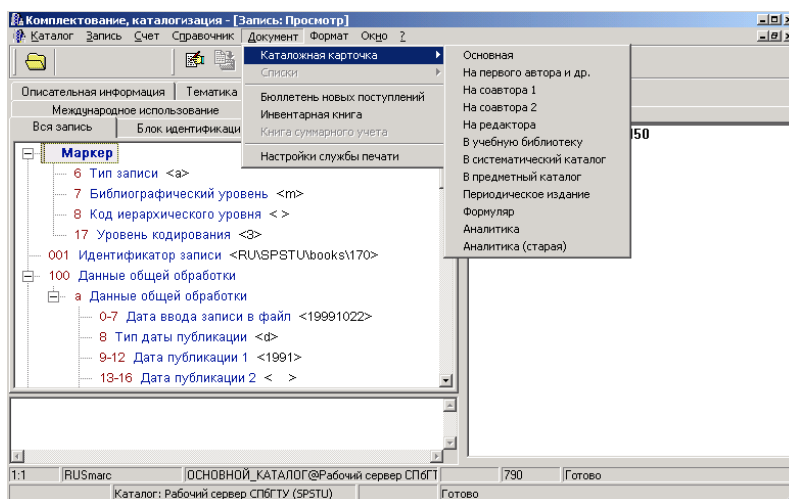 Комплектование, каталогизация - [Запись: Просмотр]
Каталог Запись Счет Справочник Документ Формат Окно ?
Каталожная карточка
Списки
Бюллетень новых поступлений
Инвентарная книга
Книга суммарного учета
Настройки службы печати
Основная
На первого автора и др.
На соавтора 1
На соавтора 2
На редактора
В учебную библиотеку
В систематический каталог
В предметный каталог
Периодическое издание
Формуляр
Аналитика
Аналитика (старая)
Описательная информация Тематика
Международное использование
Вся запись Блок идентификаци
150
Маркер
6 Тип записи <a>
7 Библиографический уровень <m>
8 Код иерархического уровня < >
17 Уровень кодирования <3>
001 Идентификатор записи <RU\SPSTU\books\170>
100 Данные общей обработки
a Данные общей обработки
0-7 Дата ввода записи в файл <19991022>
8 Тип даты публикации <d>
9-12 Дата публикации 1 <1991>
13-16 Дата публикации 2 < >
1:1 RUSmarc ОСНОВНОЙ_КАТАЛОГ@Рабочий сервер СПбГТ 790 Готово
Каталог: Рабочий сервер СПбГТУ (SPSTU) Готово